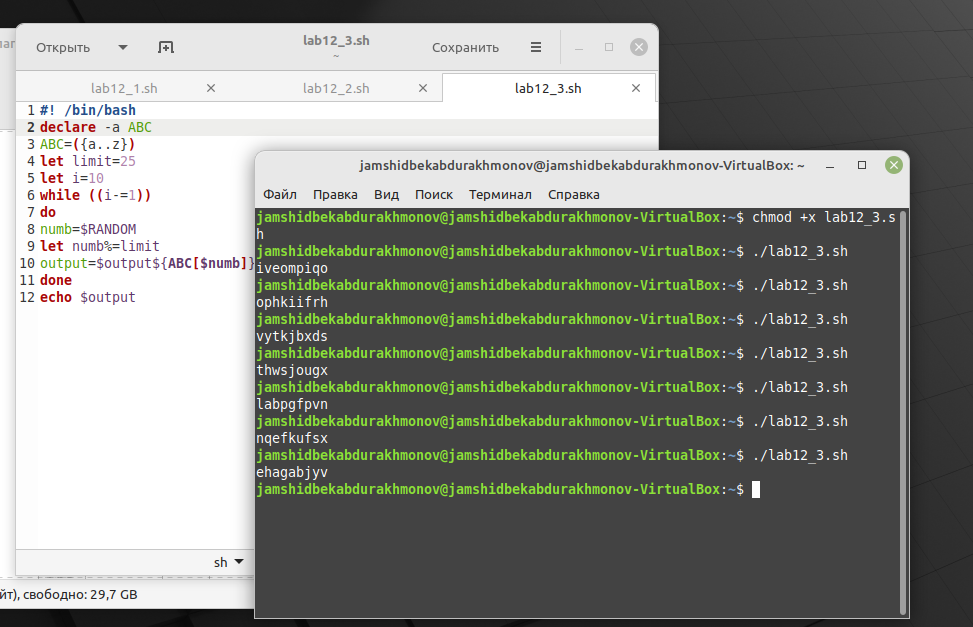 Открыть
lab12_3.sh
~
Сохранить
lab12_1.sh
lab12_2.sh
lab12_3.sh
1 #! /bin/bash
2 declare -a ABC
3 ABC=({a..z})
4 let limit=25
5 let i=10
6 while ((i-=1))
7 do
8 numb=$RANDOM
9 let numb%=limit
10 output=$output${ABC[$numb]}
11 done
12 echo $output
sh
йт), свободно: 29,7 GB
jamshidbekabdurakhmonov@jamshidbekabdurakhmonov-VirtualBox: ~
Файл Правка Вид Поиск Терминал Справка
jamshidbekabdurakhmonov@jamshidbekabdurakhmonov-VirtualBox:~$ chmod +x lab12_3.s
h
jamshidbekabdurakhmonov@jamshidbekabdurakhmonov-VirtualBox:~$ ./lab12_3.sh
iveompiqo
jamshidbekabdurakhmonov@jamshidbekabdurakhmonov-VirtualBox:~$ ./lab12_3.sh
ophkiifrh
jamshidbekabdurakhmonov@jamshidbekabdurakhmonov-VirtualBox:~$ ./lab12_3.sh
vytkjbxds
jamshidbekabdurakhmonov@jamshidbekabdurakhmonov-VirtualBox:~$ ./lab12_3.sh
thwsjougx
jamshidbekabdurakhmonov@jamshidbekabdurakhmonov-VirtualBox:~$ ./lab12_3.sh
labpgfpvn
jamshidbekabdurakhmonov@jamshidbekabdurakhmonov-VirtualBox:~$ ./lab12_3.sh
nqefkufsx
jamshidbekabdurakhmonov@jamshidbekabdurakhmonov-VirtualBox:~$ ./lab12_3.sh
ehagabjyv
jamshidbekabdurakhmonov@jamshidbekabdurakhmonov-VirtualBox:~$